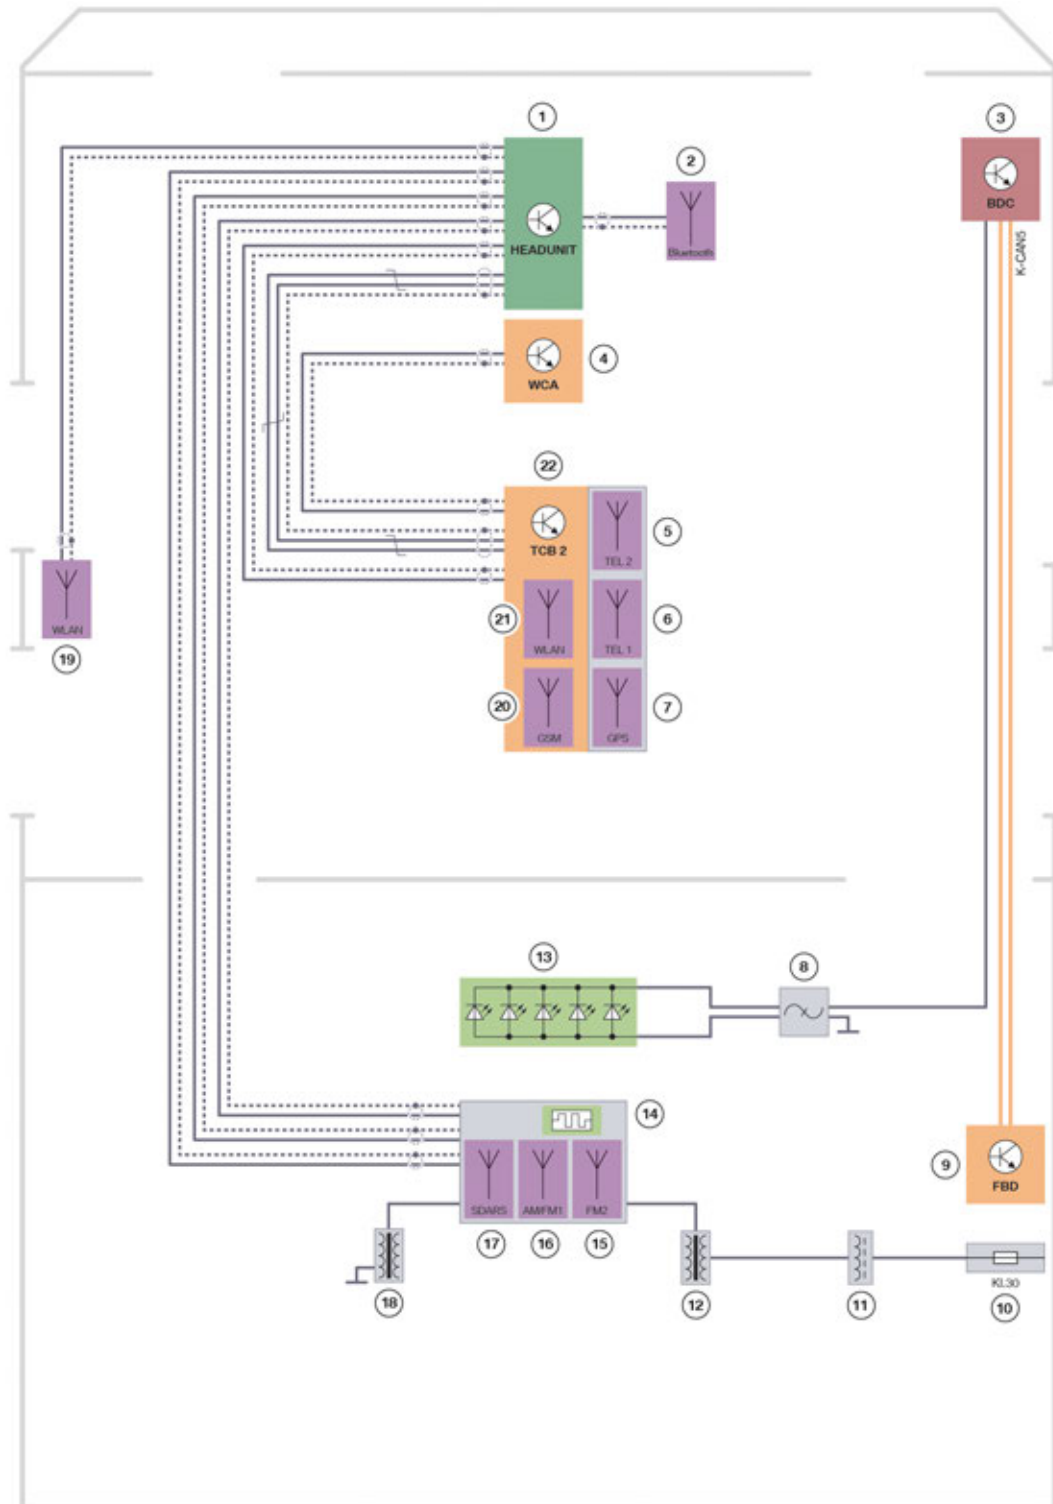 1
2
3
HEADUNIT
Bluetooth
BDC
K-CAN5
4
WCA
22
TCB 2
5
TEL 2
21
WLAN
6
TEL 1
20
GSM
7
GPS
WLAN
19
13
8
14
9
FBD
SDARS
AM/FM1
FM2
17
16
15
18
12
11
KL30
10